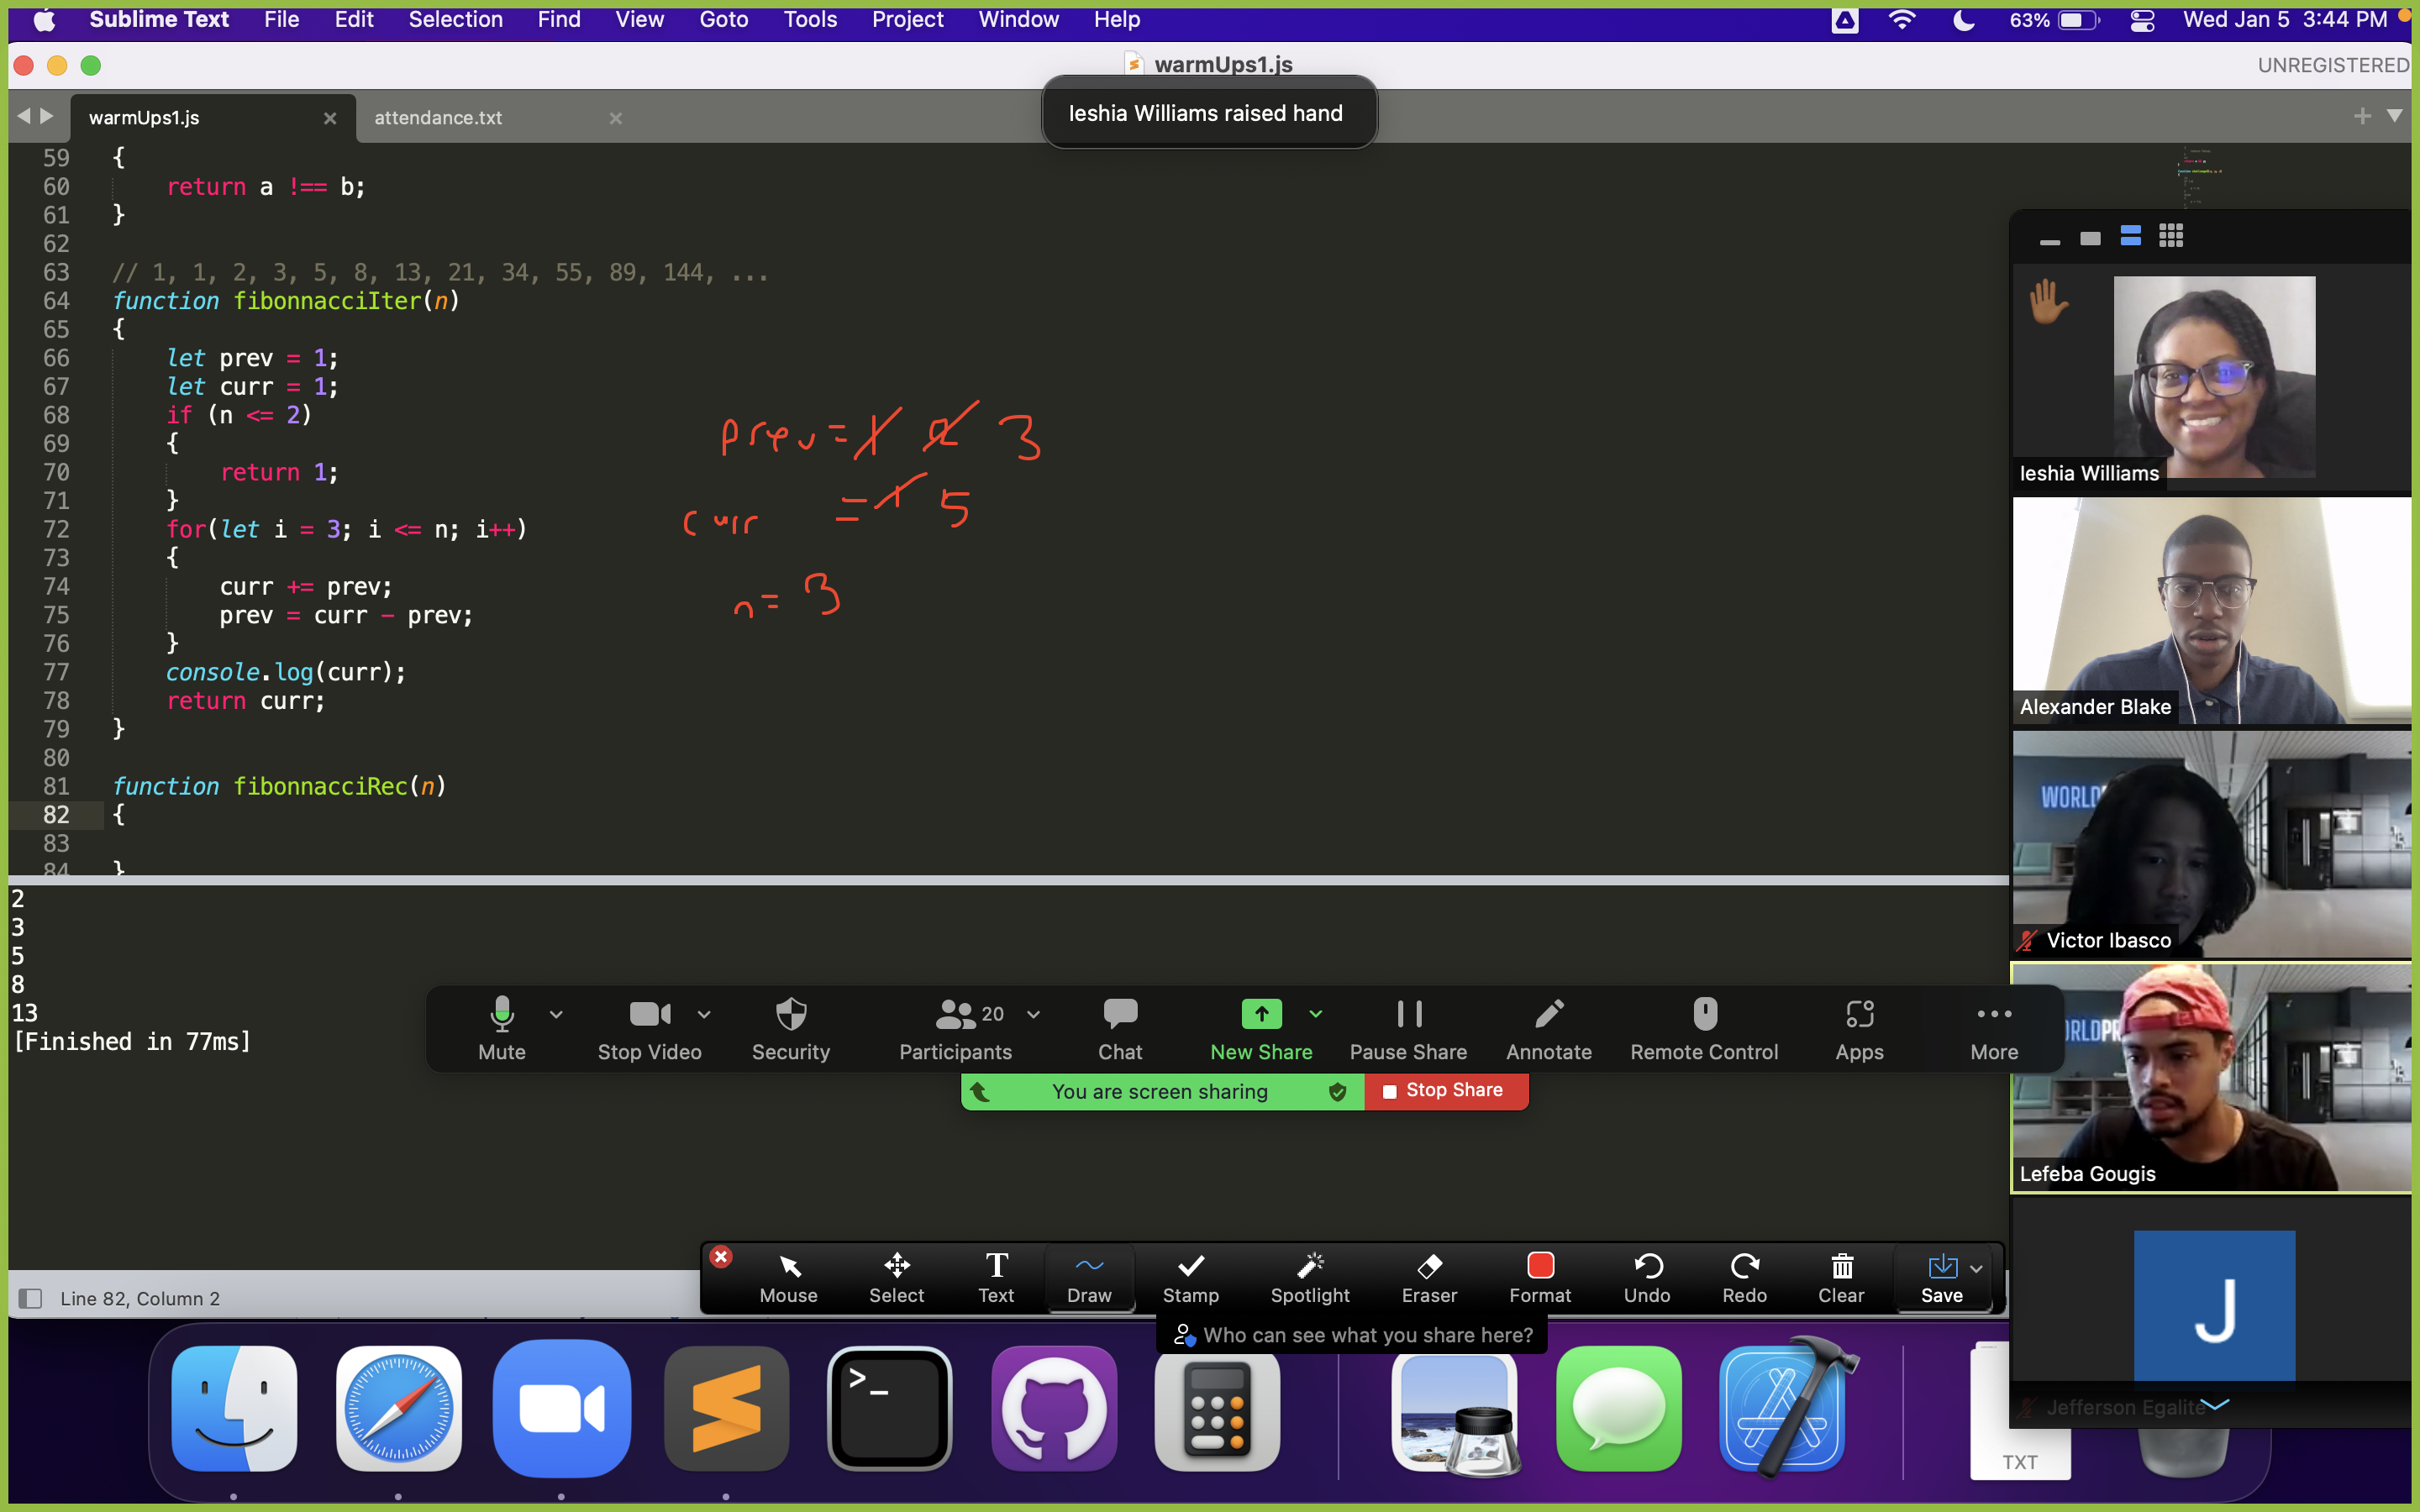 Sublime Text File Edit Selection Find View Goto Tools Project Window Help 63% Wed Jan 5 3:44 PM
warmUps1.js
UNREGISTERED
Ieshia Williams raised hand
warmUps1.js attendance.txt
59 {
60 return a !== b;
61 }
62
63 // 1, 1, 2, 3, 5, 8, 13, 21, 34, 55, 89, 144, ...
64 function fibonnacciIter(n)
65 {
66 let prev = 1;
67 let curr = 1;
68 if (n <= 2)
69 {
70 return 1;
71 }
72 for(let i = 3; i <= n; i++)
73 {
74 curr += prev;
75 prev = curr - prev;
76 }
77 console.log(curr);
78 return curr;
79 }
80
81 function fibonnacciRec(n)
82 {
83
84 }
prev = 1 2 3
curr = 1 5
n = 3
2
3
5
8
13
[Finished in 77ms]
Ieshia Williams
Alexander Blake
WORLD
Victor Ibasco
ORLDPR
Lefeba Gougis
J
Jefferson Egalite
Mute Stop Video Security Participants 20 Chat New Share Pause Share Annotate Remote Control Apps More
You are screen sharing Stop Share
Mouse Select Text Draw Stamp Spotlight Eraser Format Undo Redo Clear Save
Line 82, Column 2
Who can see what you share here?
TXT